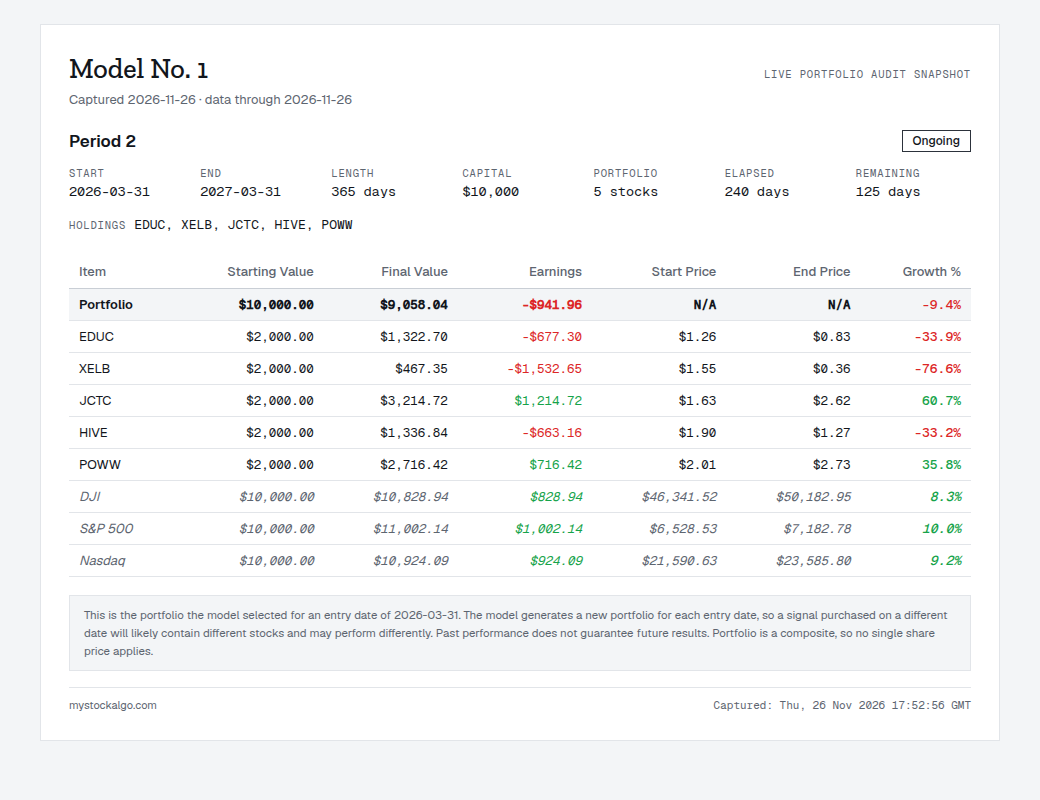 Model No. 1
LIVE PORTFOLIO AUDIT SNAPSHOT
Captured 2026-11-26 · data through 2026-11-26
Period 2
Ongoing
START END LENGTH CAPITAL PORTFOLIO ELAPSED REMAINING
2026-03-31 2027-03-31 365 days $10,000 5 stocks 240 days 125 days
HOLDINGS EDUC, XELB, JCTC, HIVE, POWW
Item Starting Value Final Value Earnings Start Price End Price Growth %
Portfolio $10,000.00 $9,058.04 -$941.96 N/A N/A -9.4%
EDUC $2,000.00 $1,322.70 -$677.30 $1.26 $0.83 -33.9%
XELB $2,000.00 $467.35 -$1,532.65 $1.55 $0.36 -76.6%
JCTC $2,000.00 $3,214.72 $1,214.72 $1.63 $2.62 60.7%
HIVE $2,000.00 $1,336.84 -$663.16 $1.90 $1.27 -33.2%
POWW $2,000.00 $2,716.42 $716.42 $2.01 $2.73 35.8%
DJI $10,000.00 $10,828.94 $828.94 $46,341.52 $50,182.95 8.3%
S&P 500 $10,000.00 $11,002.14 $1,002.14 $6,528.53 $7,182.78 10.0%
Nasdaq $10,000.00 $10,924.09 $924.09 $21,590.63 $23,585.80 9.2%
This is the portfolio the model selected for an entry date of 2026-03-31. The model generates a new portfolio for each entry date, so a signal purchased on a different
date will likely contain different stocks and may perform differently. Past performance does not guarantee future results. Portfolio is a composite, so no single share
price applies.
mystockalgo.com
Captured: Thu, 26 Nov 2026 17:52:56 GMT